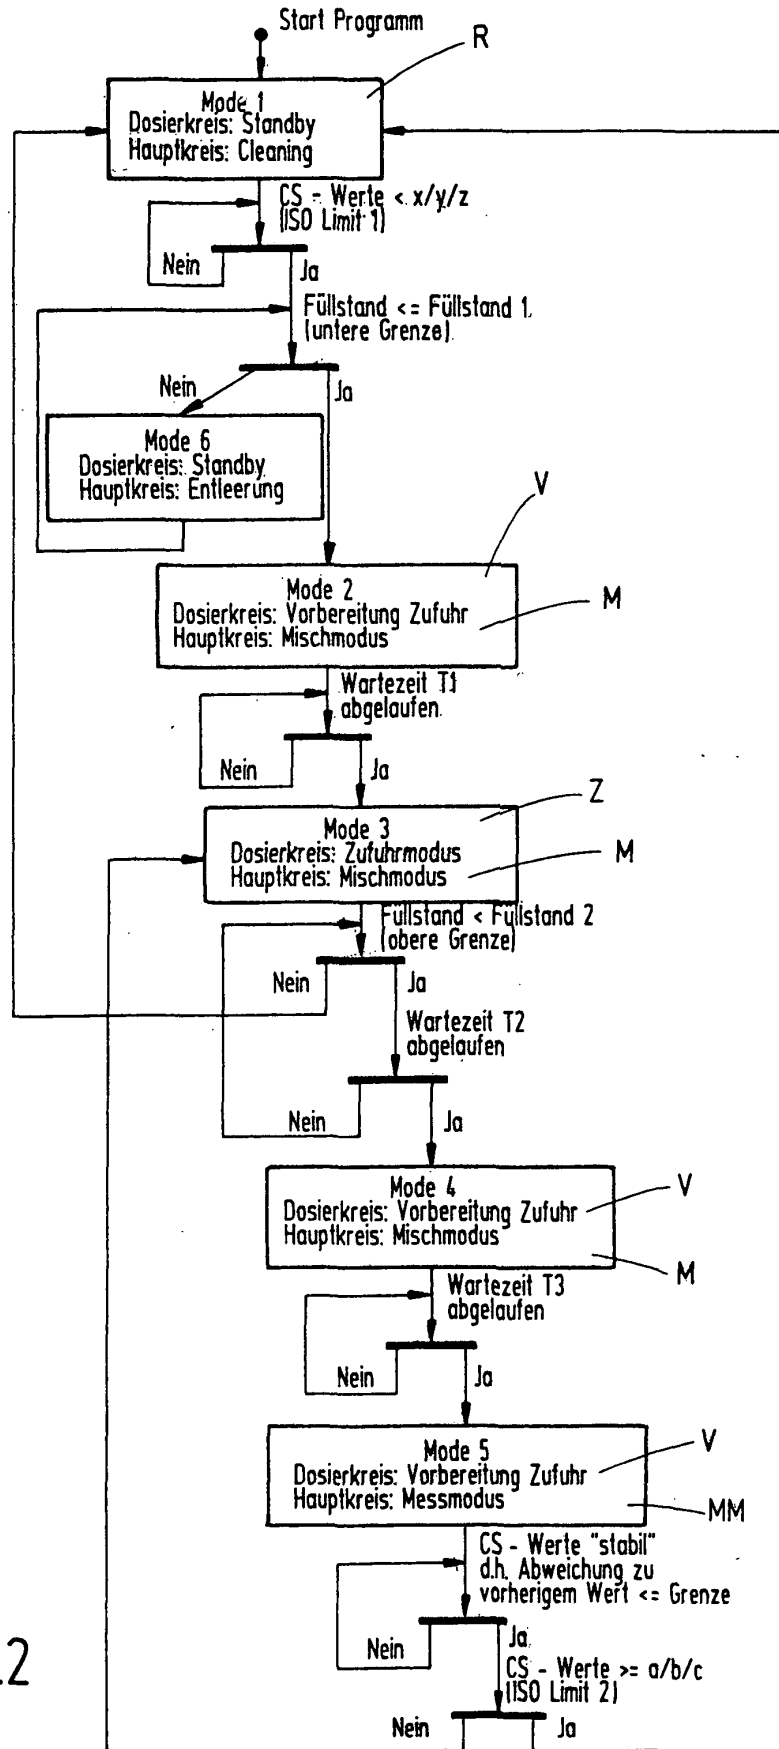 Start Programm
R
Mode 1
Dosierkreis: Standby
Hauptkreis: Cleaning
CS - Werte < x/y/z
(ISO Limit 1)
Nein
Ja
Füllstand <= Füllstand 1
(untere Grenze)
Nein
Ja
Mode 6
Dosierkreis: Standby
Hauptkreis: Entleerung
V
Mode 2
Dosierkreis: Vorbereitung Zufuhr
Hauptkreis: Mischmodus
M
Wartezeit T1
abgelaufen
Nein
Ja
Z
Mode 3
Dosierkreis: Zufuhrmodus
Hauptkreis: Mischmodus
M
Füllstand < Füllstand 2
(obere Grenze)
Nein
Ja
Wartezeit T2
abgelaufen
Nein
Ja
Mode 4
Dosierkreis: Vorbereitung Zufuhr
Hauptkreis: Mischmodus
V
M
Wartezeit T3
abgelaufen
Nein
Ja
Mode 5
Dosierkreis: Vorbereitung Zufuhr
Hauptkreis: Messmodus
V
MM
CS - Werte "stabil"
d.h. Abweichung zu
vorherigem Wert <= Grenze
Nein
Ja
CS - Werte >= a/b/c
(ISO Limit 2)
Nein
Ja
.2